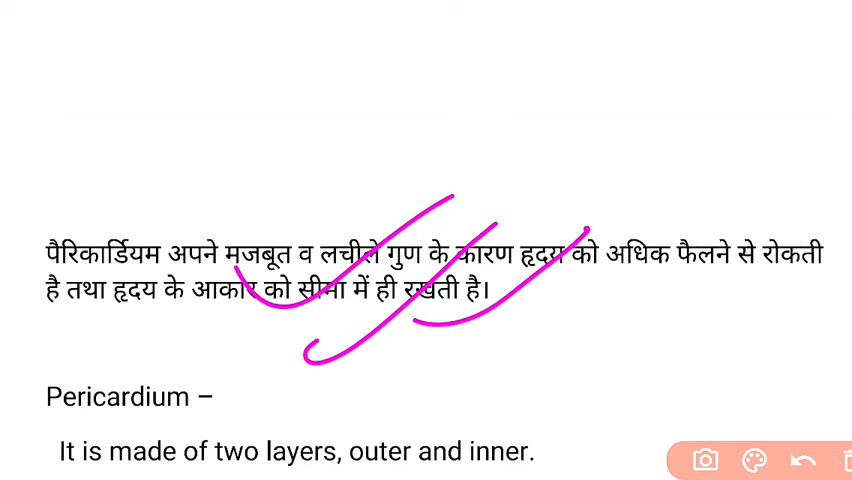 पैरिकार्डियम अपने मजबूत व लचीले गुण के कारण हृदय को अधिक फैलने से रोकती
है तथा हृदय के आकार को सीमा में ही रखती है।
Pericardium –
It is made of two layers, outer and inner.